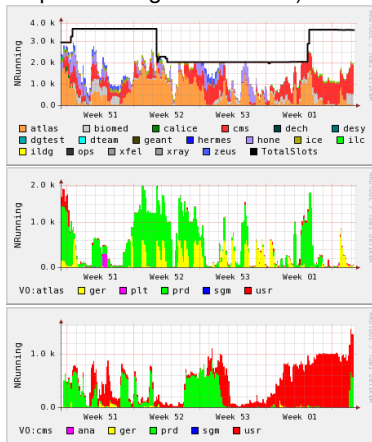 4.0 k
3.0 k
2.0 k
1.0 k
0.0
NRunning
Week 51 Week 52 Week 53 Week 01
atlas biomed calice cms dech desy
dgtest dteam geant hermes hone ice ilc
ildg ops xfel xray zeus TotalSlots
2.0 k
1.0 k
0.0
NRunning
Week 51 Week 52 Week 53 Week 01
VO:atlas ger plt prd sgm usr
1.0 k
0.0
NRunning
Week 51 Week 52 Week 53 Week 01
VO:cms ana ger prd sgm usr